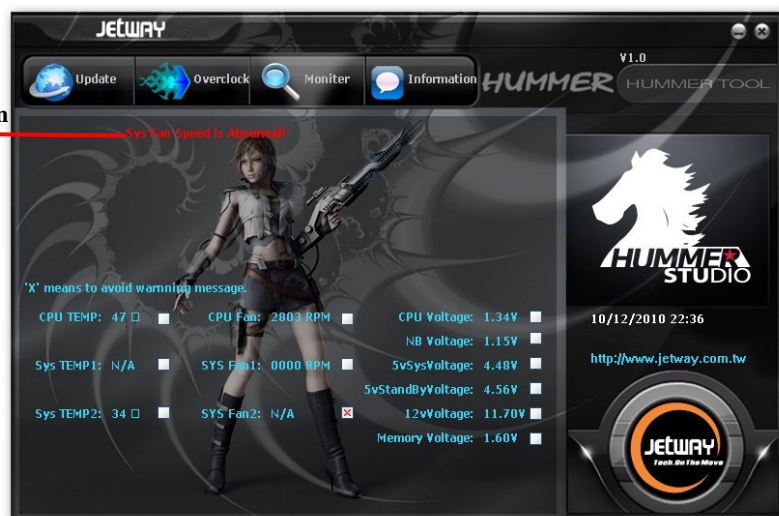 JETWAY
V1.0
Update Overclock Moniter Information HUMMER HUMMER TOOL
Sys Fan Speed is Abnormal!
HUMMER
STUDIO
'X' means to avoid warnning message.
CPU TEMP: 47 □ CPU Fan: 2803 RPM CPU Voltage: 1.34V
10/12/2010 22:36
NB Voltage: 1.15V
Sys TEMP1: N/A SYS Fan1: 0000 RPM 5vSysVoltage: 4.48V
http://www.jetway.com.tw
5vStandByVoltage: 4.56V
Sys TEMP2: 34 □ SYS Fan2: N/A 12vVoltage: 11.70V
Memory Voltage: 1.60V
JETWAY
Tech.On The Move